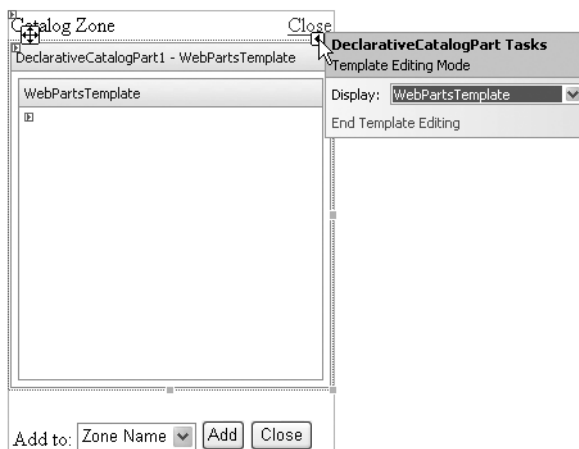 Catalog Zone Close
DeclarativeCatalogPart Tasks
DeclarativeCatalogPart1 - WebPartsTemplate
Template Editing Mode
WebPartsTemplate
Display: WebPartsTemplate
End Template Editing
Add to: Zone Name Add Close